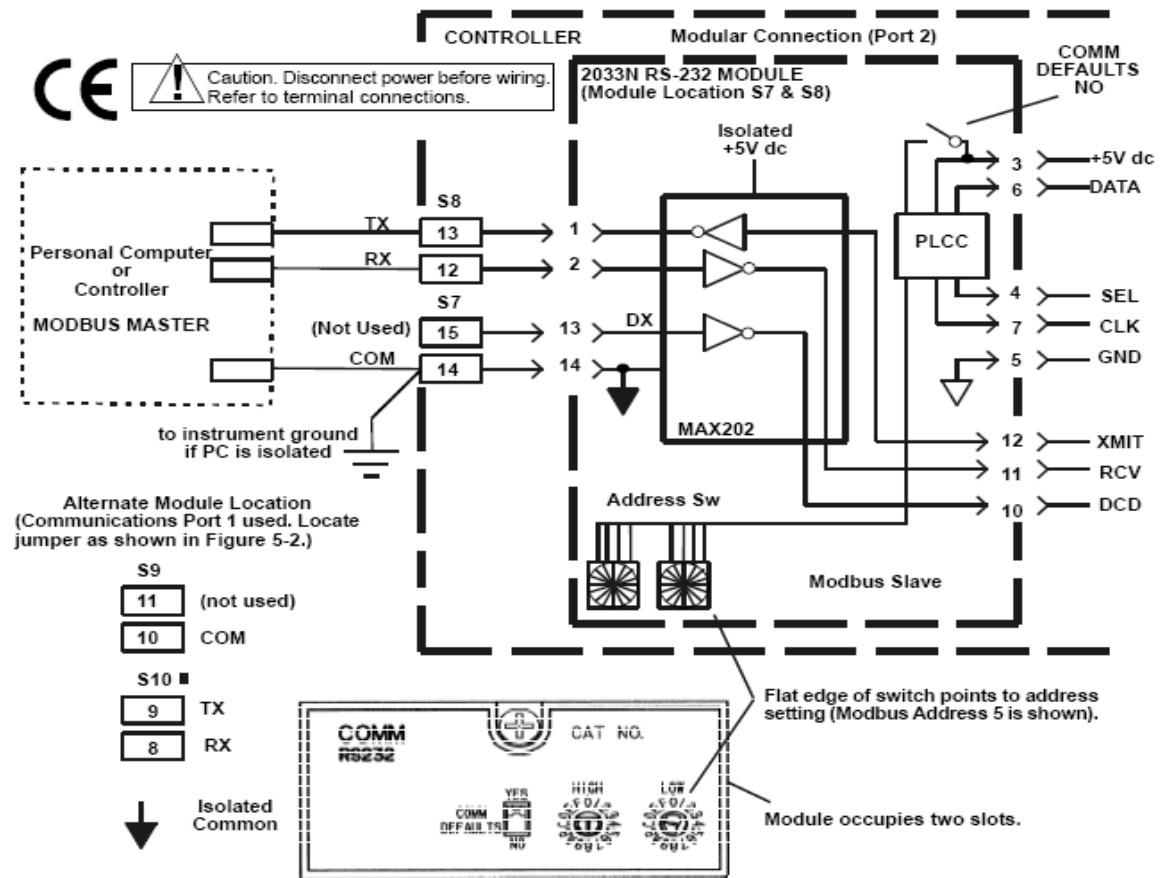 CE
Caution. Disconnect power before wiring.
Refer to terminal connections.
CONTROLLER
Modular Connection (Port 2)
COMM
DEFAULTS
NO
2033N RS-232 MODULE
(Module Location S7 & S8)
Isolated
+5V dc
3
+5V dc
6
DATA
PLCC
4
SEL
7
CLK
5
GND
12
XMIT
11
RCV
10
DCD
Personal Computer
or
Controller
MODBUS MASTER
S8
TX
13
1
RX
12
2
S7
(Not Used)
15
13
DX
COM
14
14
MAX202
to instrument ground
if PC is isolated
Address Sw
Modbus Slave
Alternate Module Location
(Communications Port 1 used. Locate
jumper as shown in Figure 5-2.)
S9
11
(not used)
10
COM
S10
9
TX
8
RX
Isolated
Common
Flat edge of switch points to address
setting (Modbus Address 5 is shown).
Module occupies two slots.
COMM
RS232
CAT NO.
YES
COMM
DEFAULTS
NO
HIGH
LOW